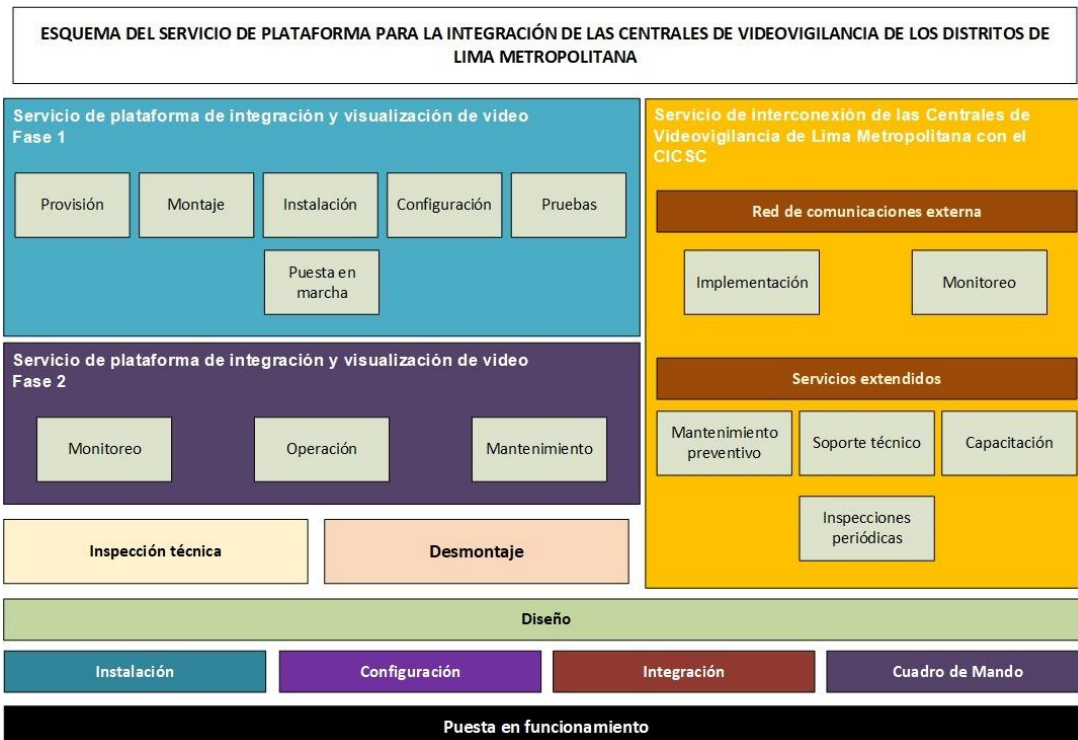 ESQUEMA DEL SERVICIO DE PLATAFORMA PARA LA INTEGRACIÓN DE LAS CENTRALES DE VIDEOVIGILANCIA DE LOS DISTRITOS DE
LIMA METROPOLITANA
Servicio de plataforma de integración y visualización de video
Fase 1
Provisión
Montaje
Instalación
Configuración
Pruebas
Puesta en
marcha
Servicio de plataforma de integración y visualización de video
Fase 2
Monitoreo
Operación
Mantenimiento
Servicio de interconexión de las Centrales de
Videovigilancia de Lima Metropolitana con el
CICSC
Red de comunicaciones externa
Implementación
Monitoreo
Servicios extendidos
Mantenimiento
preventivo
Soporte técnico
Capacitación
Inspecciones
periódicas
Inspección técnica
Desmontaje
Diseño
Instalación
Configuración
Integración
Cuadro de Mando
Puesta en funcionamiento